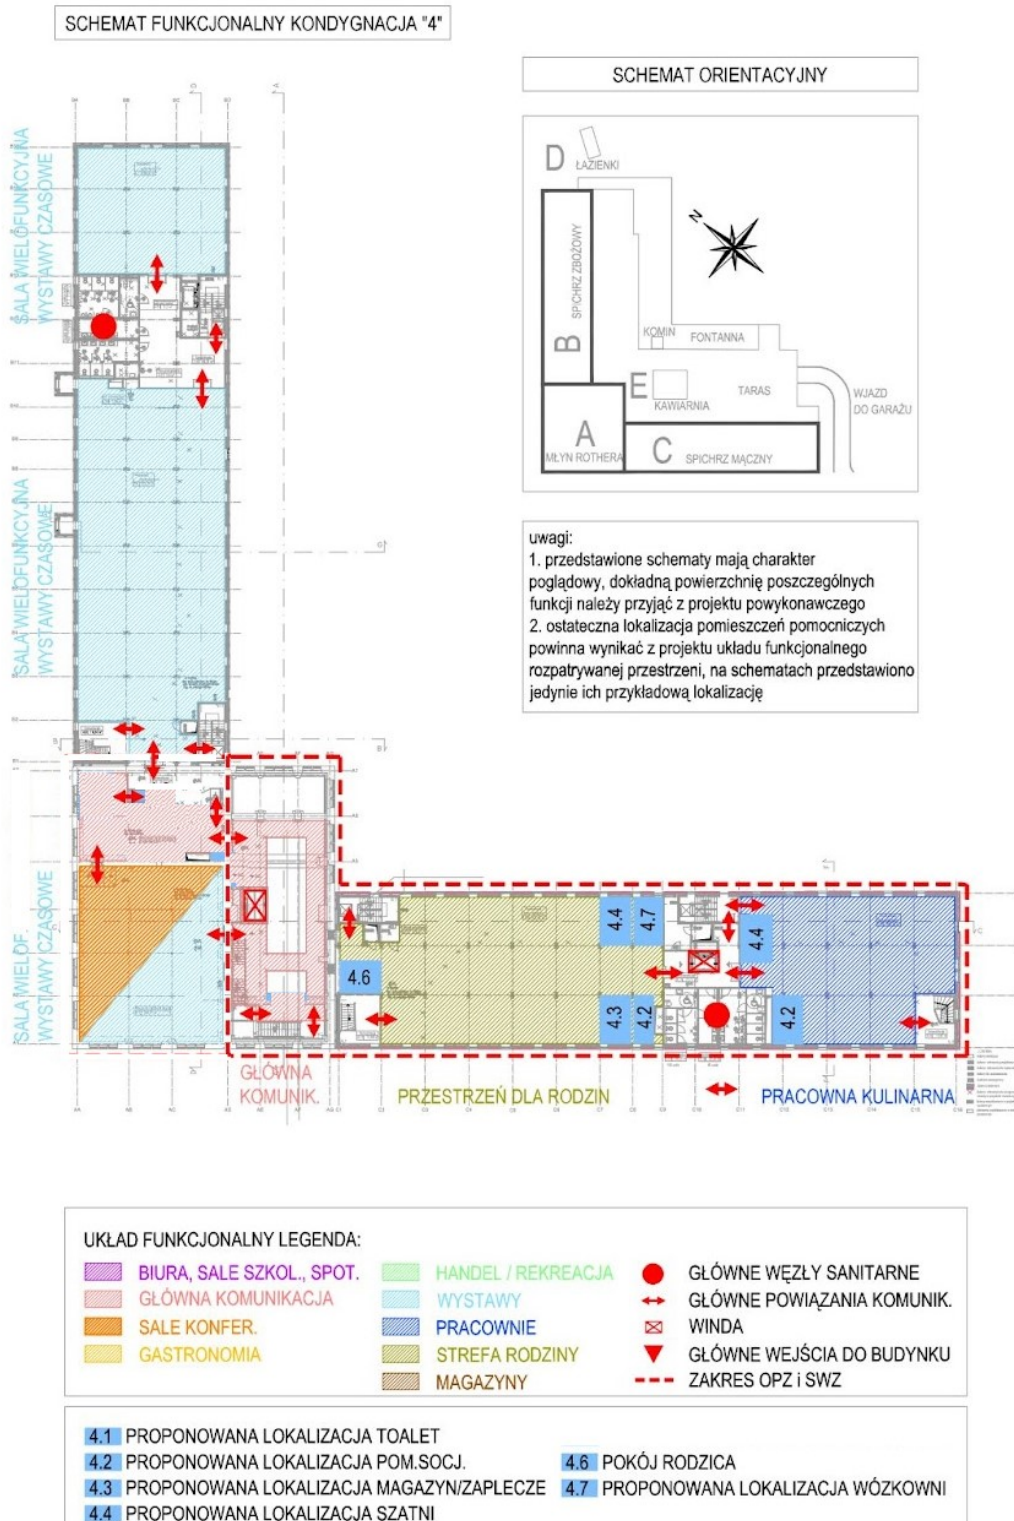 SCHEMAT FUNKCJONALNY KONDYGNACJA "4"
SCHEMAT ORIENTACYJNY
D
ŁAZIENKI
N
SPICHRZ ZBOŻOWY
B
KOMIN
FONTANNA
E
KAWIARNIA
TARAS
WJAZD
DO GARAŻU
A
MŁYN ROTHERA
C
SPICHRZ MĄCZNY
uwagi:
1. przedstawione schematy mają charakter
poglądowy, dokładną powierzchnię poszczególnych
funkcji należy przyjąć z projektu powykonawczego
2. ostateczna lokalizacja pomieszczeń pomocniczych
powinna wynikać z projektu układu funkcjonalnego
rozpatrywanej przestrzeni, na schematach przedstawiono
jedynie ich przykładową lokalizację
SALA WIELOFUNKCYJNA
WYSTAWY CZASOWE
SALA WIELOFUNKCYJNA
WYSTAWY CZASOWE
SALA WIELOF.
WYSTAWY CZASOWE
4.6
4.4
4.7
4.3
4.2
4.4
4.2
GŁÓWNA
KOMUNIK.
PRZESTRZEŃ DLA RODZIN
PRACOWNA KULINARNA
UKŁAD FUNKCJONALNY LEGENDA:
BIURA, SALE SZKOL., SPOT.
GŁÓWNA KOMUNIKACJA
SALE KONFER.
GASTRONOMIA
HANDEL / REKREACJA
WYSTAWY
PRACOWNIE
STREFA RODZINY
MAGAZYNY
GŁÓWNE WĘZŁY SANITARNE
GŁÓWNE POWIĄZANIA KOMUNIK.
WINDA
GŁÓWNE WEJŚCIA DO BUDYNKU
ZAKRES OPZ i SWZ
4.1 PROPONOWANA LOKALIZACJA TOALET
4.2 PROPONOWANA LOKALIZACJA POM.SOCJ.
4.3 PROPONOWANA LOKALIZACJA MAGAZYN/ZAPLECZE
4.4 PROPONOWANA LOKALIZACJA SZATNI
4.6 POKÓJ RODZICA
4.7 PROPONOWANA LOKALIZACJA WÓZKOWNI